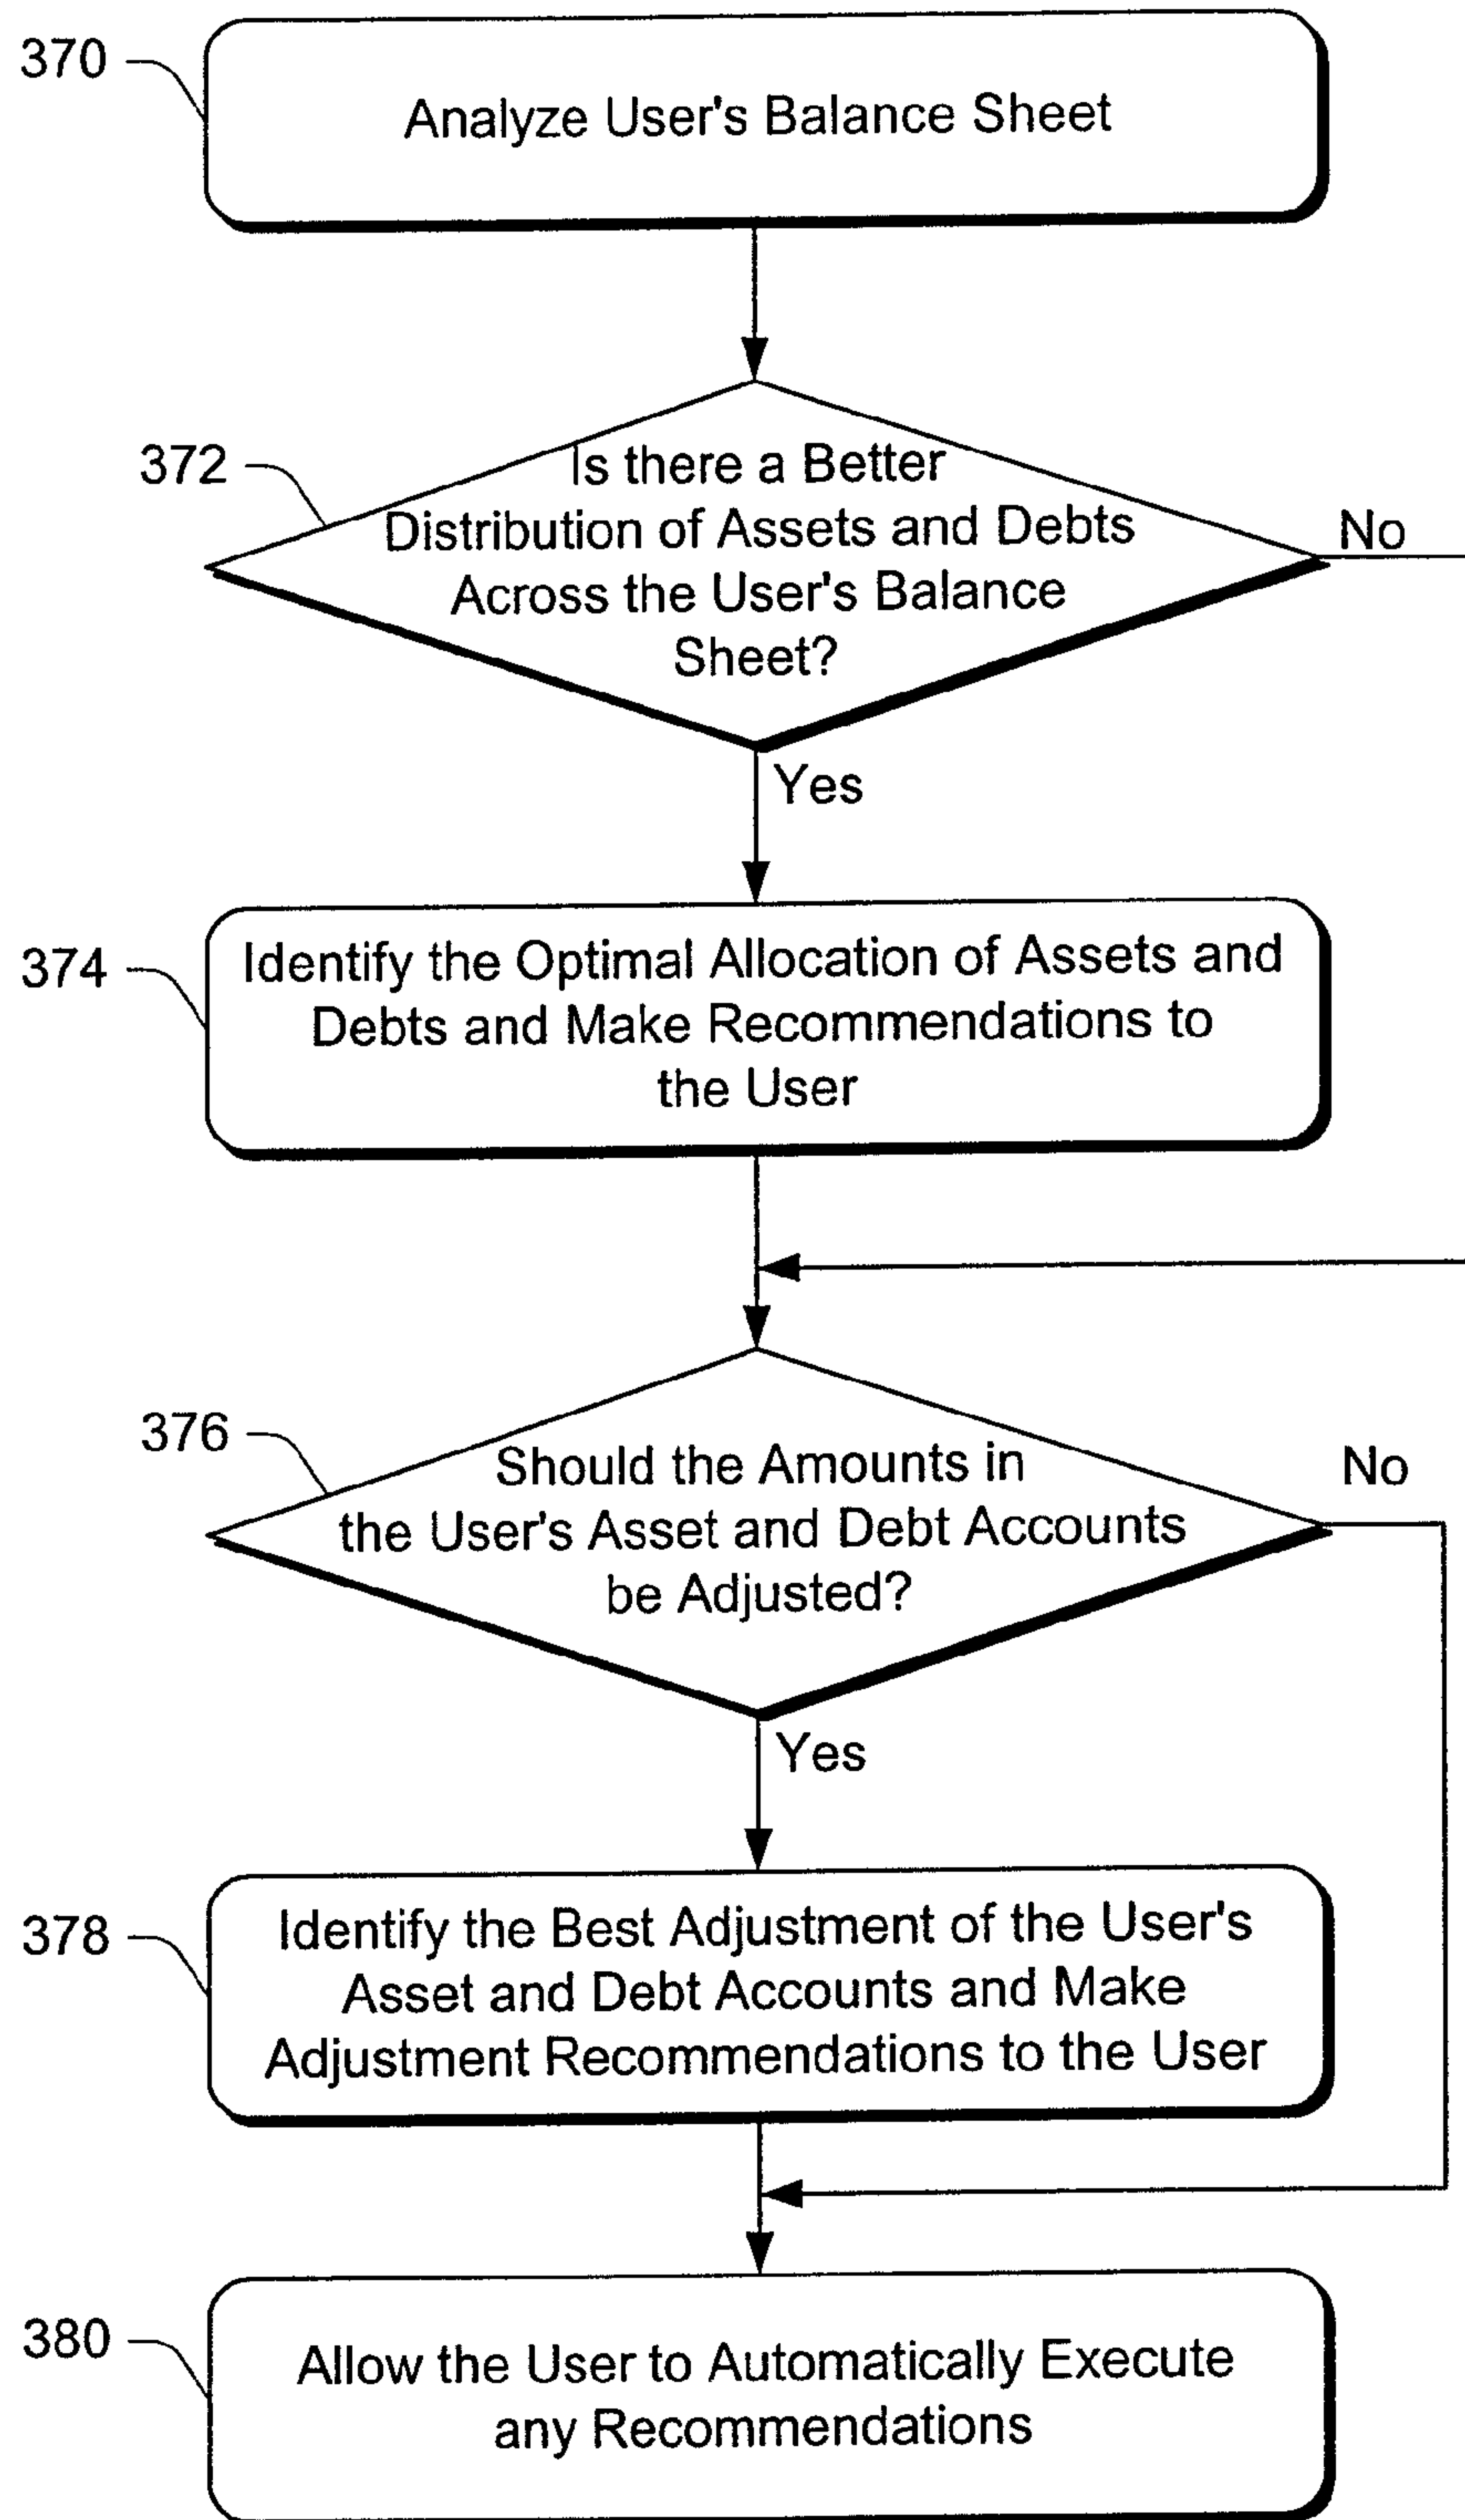 370
Analyze User's Balance Sheet
372
Is there a Better
Distribution of Assets and Debts
Across the User's Balance
Sheet?
No
Yes
374
Identify the Optimal Allocation of Assets and
Debts and Make Recommendations to
the User
376
Should the Amounts in
the User's Asset and Debt Accounts
be Adjusted?
No
Yes
378
Identify the Best Adjustment of the User's
Asset and Debt Accounts and Make
Adjustment Recommendations to the User
380
Allow the User to Automatically Execute
any Recommendations